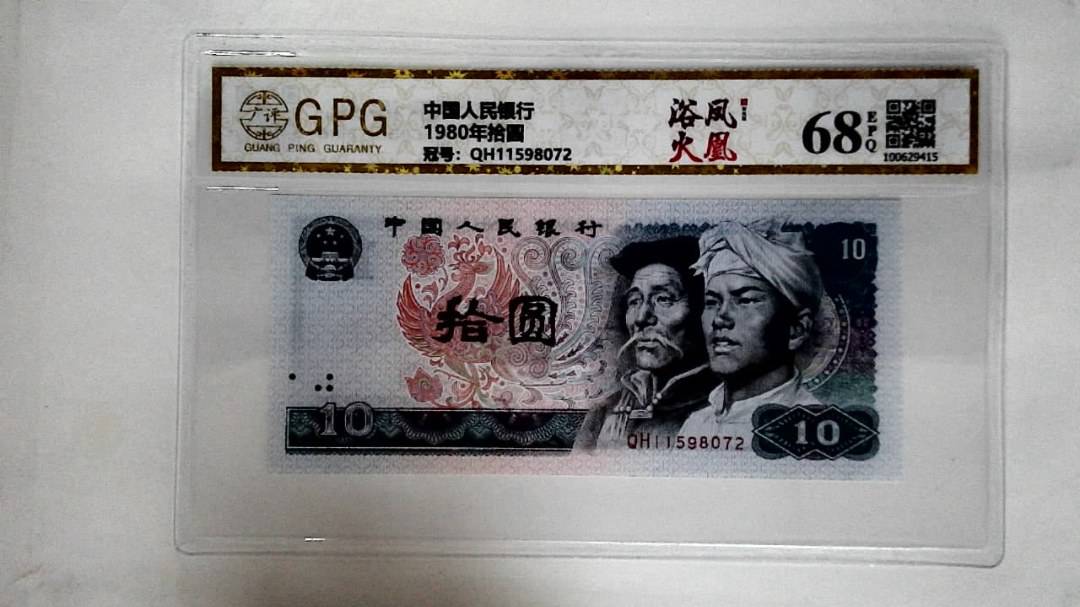 广评
GPG
GUANG PING GUARANTY
中国人民银行
1980年拾圆
冠号：QH11598072
浴火
凤凰
68
EPQ
100629415
中国人民银行
10
拾圆
10
QH11598072
10